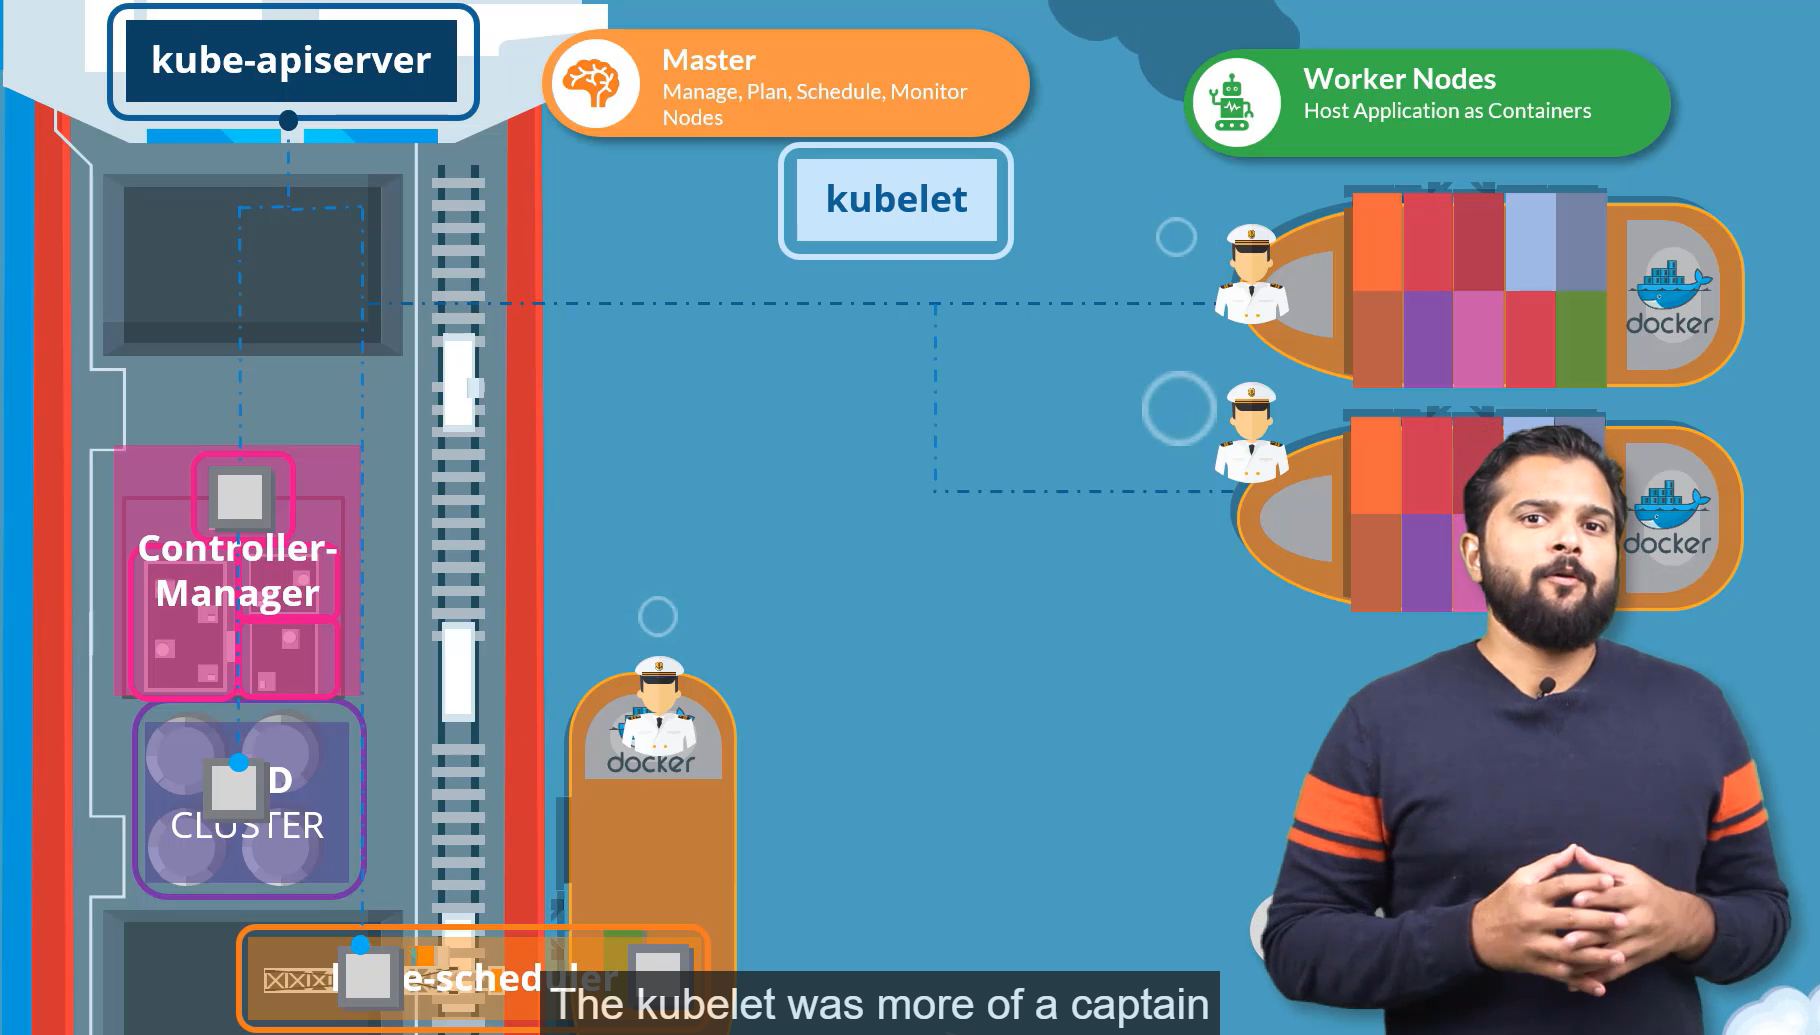 kube-apiserver
Master
Manage, Plan, Schedule, Monitor
Nodes
Worker Nodes
Host Application as Containers
kubelet
docker
docker
Controller-
Manager
docker
CLUSTER
The kubelet was more of a captain